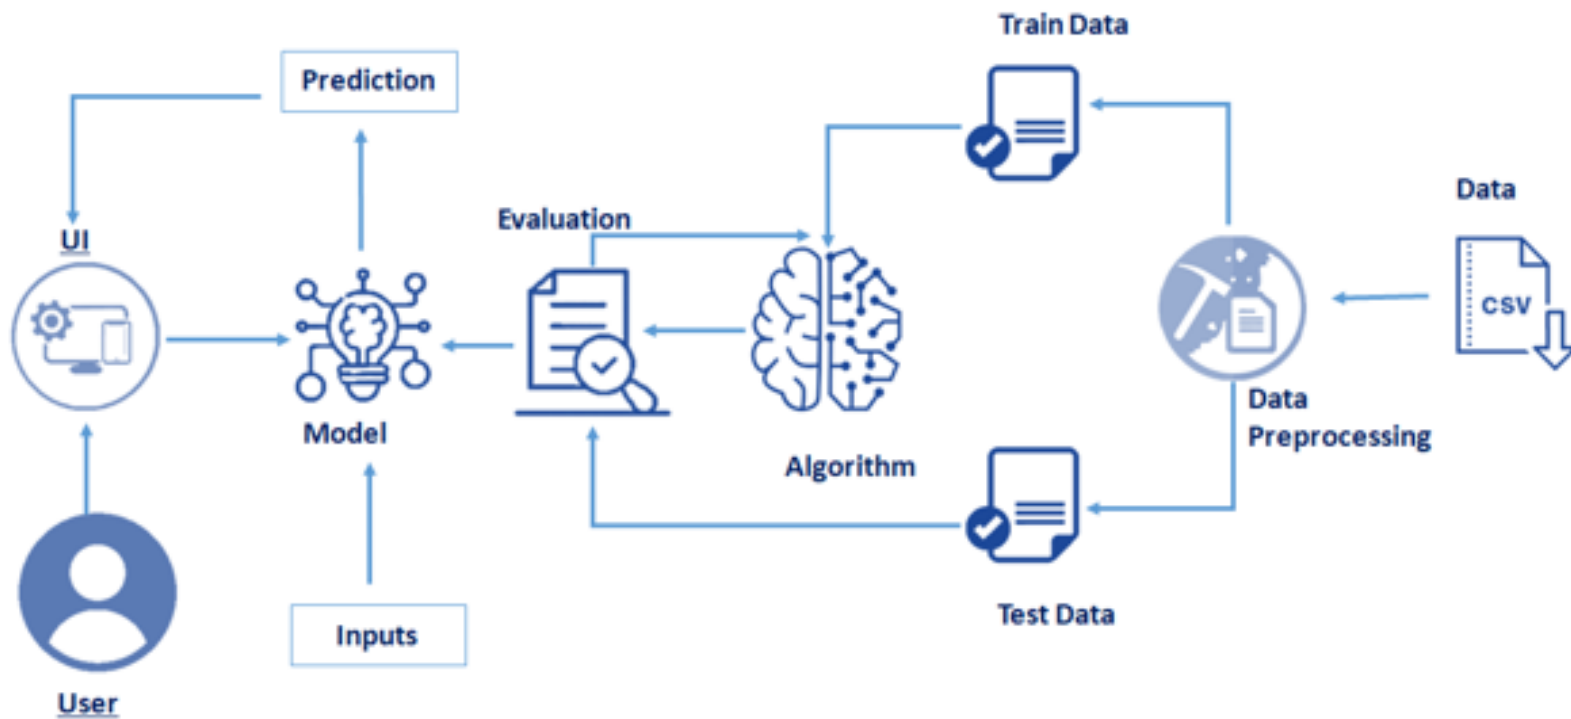 Train Data
Prediction
Data
Evaluation
UI
CSV
Data
Preprocessing
Model
Algorithm
Test Data
Inputs
User